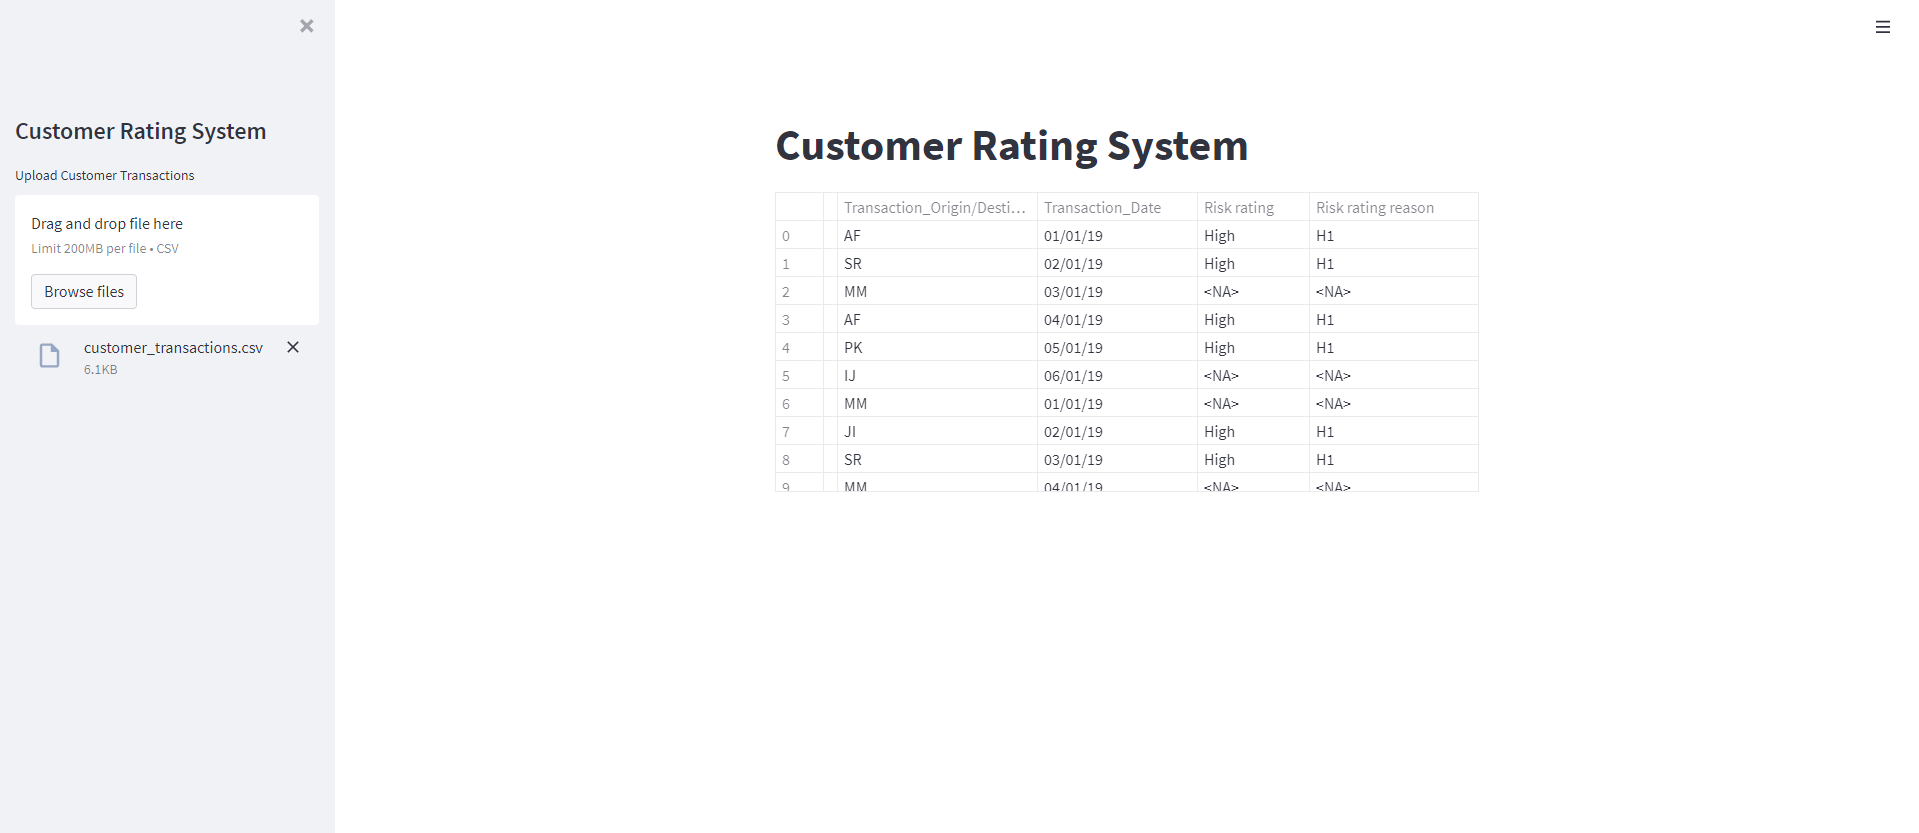 Customer Rating System
Upload Customer Transactions
Drag and drop file here
Limit 200MB per file • CSV
Browse files
customer_transactions.csv
6.1KB
Customer Rating System
Transaction_Origin/Desti... Transaction_Date Risk rating Risk rating reason
0 AF 01/01/19 High H1
1 SR 02/01/19 High H1
2 MM 03/01/19 <NA> <NA>
3 AF 04/01/19 High H1
4 PK 05/01/19 High H1
5 IJ 06/01/19 <NA> <NA>
6 MM 01/01/19 <NA> <NA>
7 JI 02/01/19 High H1
8 SR 03/01/19 High H1
9 MM 04/01/19 <NA> <NA>